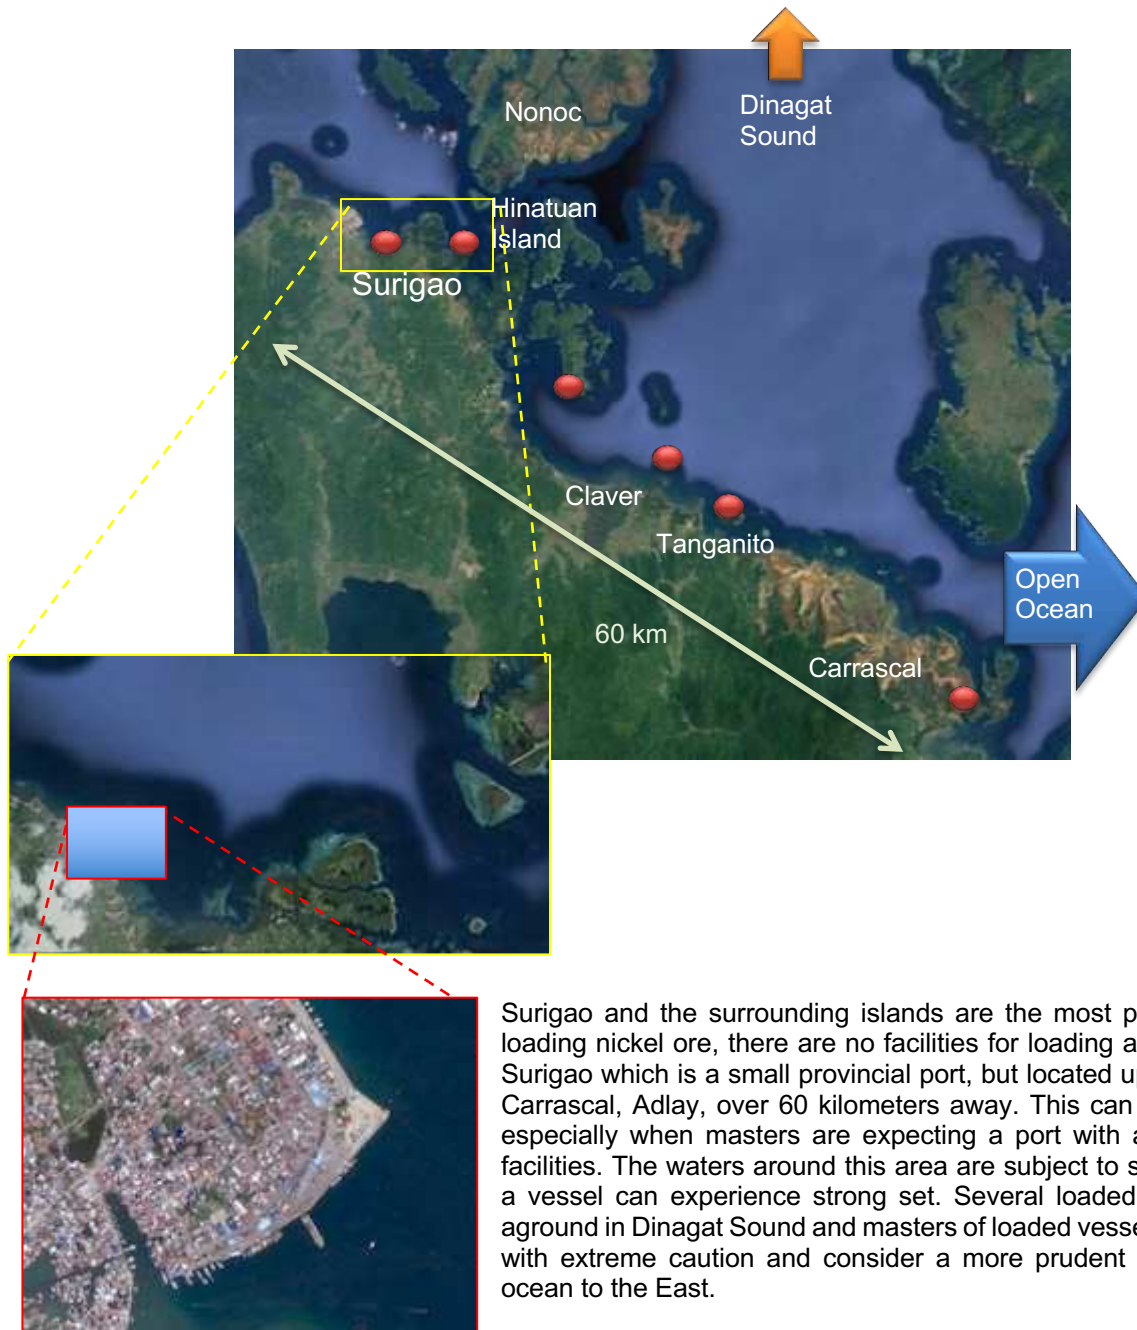 Nonoc
Dinagat
Sound
Hinatuan
Island
Surigao
Claver
Tanganito
Open
Ocean
60 km
Carrascal
Surigao and the surrounding islands are the most
loading nickel ore, there are no facilities for loading
Surigao which is a small provincial port, but located
Carrascal, Adlay, over 60 kilometers away. This can
especially when masters are expecting a port with
facilities. The waters around this area are subject to
a vessel can experience strong set. Several loaded
aground in Dinagat Sound and masters of loaded
with extreme caution and consider a more prudent
ocean to the East.